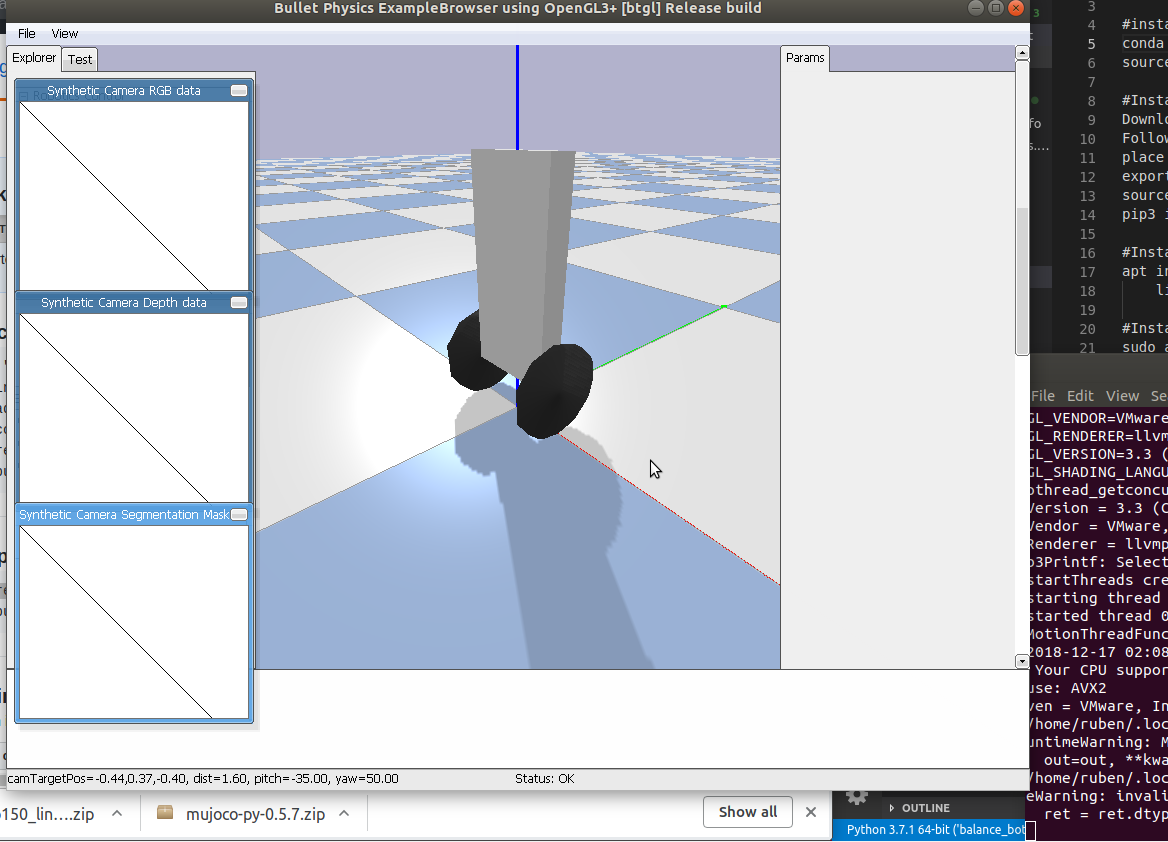 Bullet Physics ExampleBrowser using OpenGL3+ [btgl] Release build
File View
Explorer Test
Params
Synthetic Camera RGB data
Synthetic Camera Depth data
Synthetic Camera Segmentation Mask
camTargetPos=-0.44,0.37,-0.40, dist=1.60, pitch=-35.00, yaw=50.00
Status: OK
150_lin....zip
mujoco-py-0.5.7.zip
Show all
3
4 #insta
5 conda
6 source
7
8 #Insta
9 Downlo
10 Follow
11 place
12 export
13 source
14 pip3 i
15
16 #Insta
17 apt in
18 li
19
20 #Insta
21 sudo a
File Edit View Se
GL_VENDOR=VMware
GL_RENDERER=llvm
GL_VERSION=3.3 (
GL_SHADING_LANGU
pthread_getconcu
Version = 3.3 (C
Vendor = VMware,
Renderer = llvmp
b3Printf: Select
startThreads cre
starting thread
started thread 0
MotionThreadFunc
2018-12-17 02:08
Your CPU suppor
use: AVX2
ven = VMware, In
/home/ruben/.loc
untimeWarning: M
out=out, **kwa
/home/ruben/.loc
eWarning: invali
ret = ret.dtyp
OUTLINE
Python 3.7.1 64-bit ('balance_bot